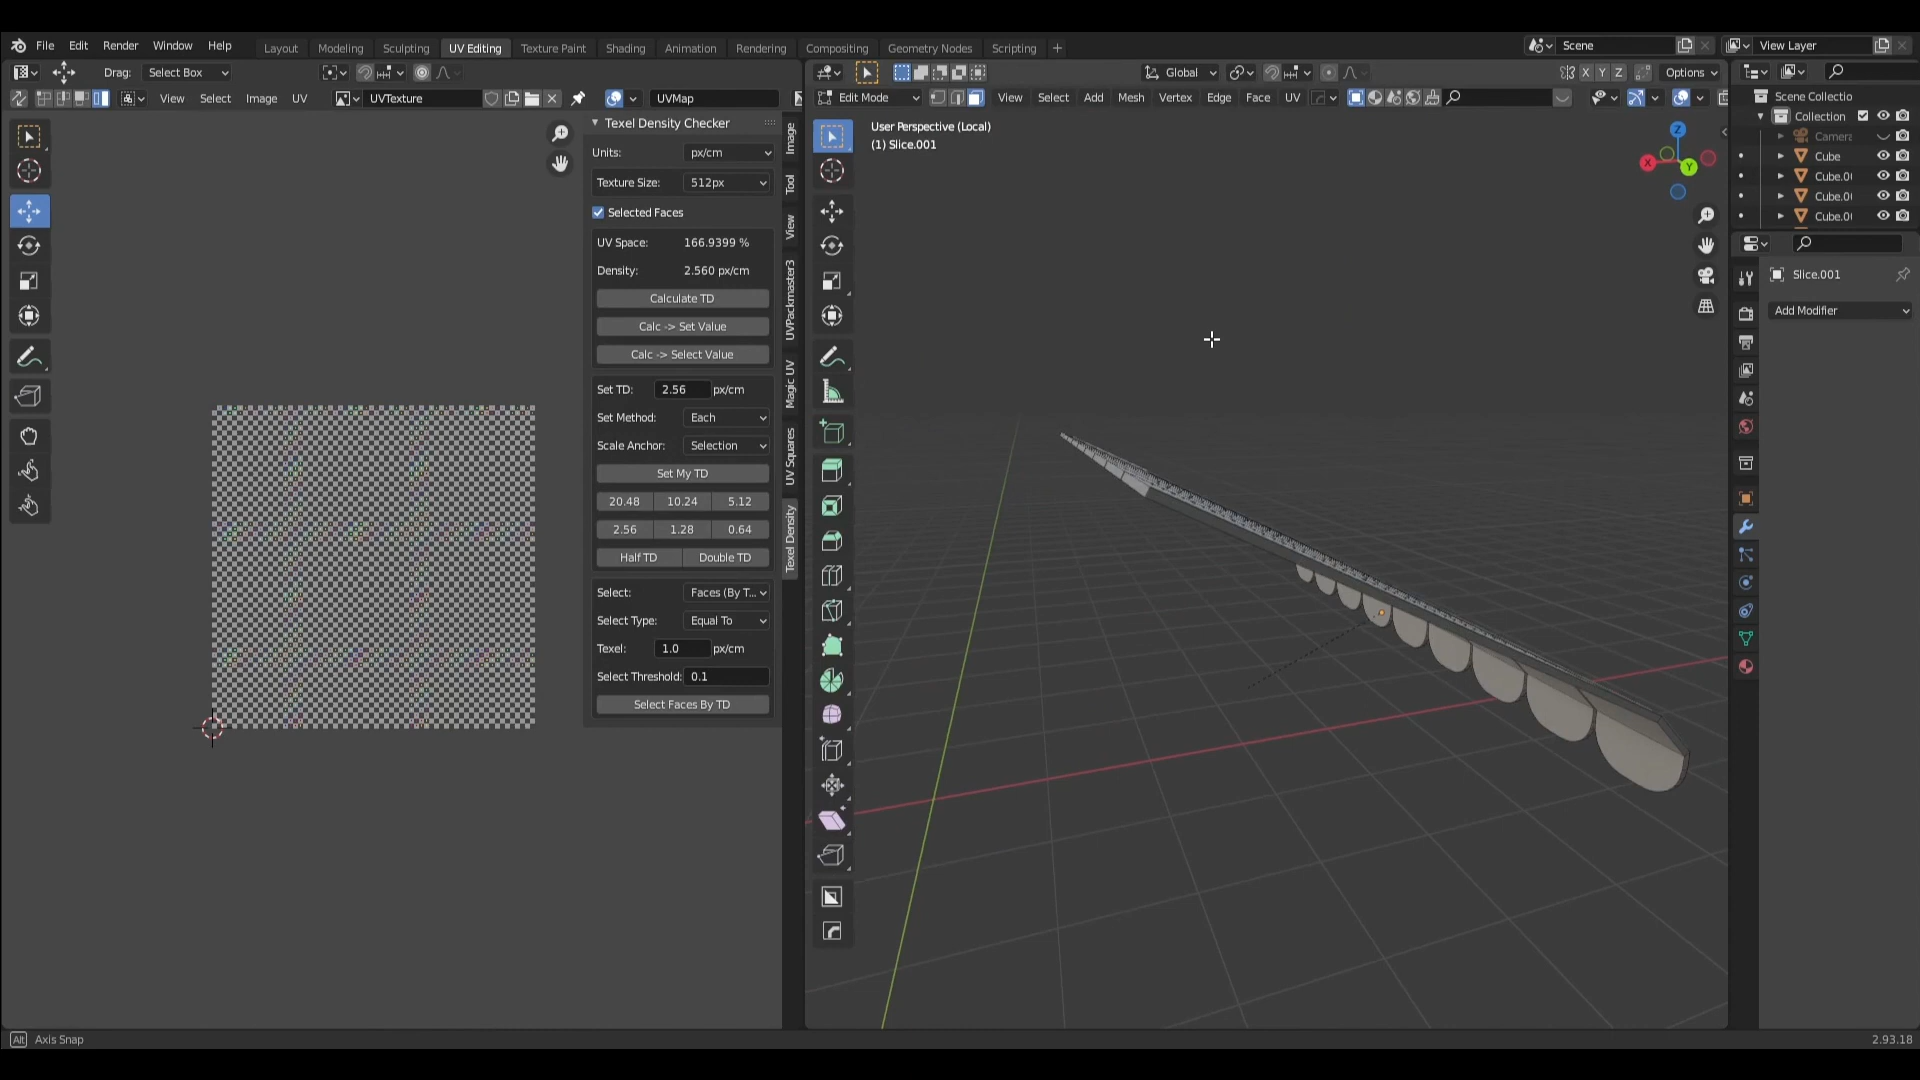 File Edit Render Window Help Layout Modeling Sculpting UV Editing Texture Paint Shading Animation Rendering Compositing Geometry Nodes Scripting + Scene View Layer
Drag: Select Box Global X Y Z Options
View Select Image UV UVTexture UVMap Edit Mode View Select Add Mesh Vertex Edge Face UV
Scene Collectio
Collection
Camera
Cube
Cube.0
Cube.0
Cube.0
Slice.001
Add Modifier
Texel Density Checker
Units: px/cm
Texture Size: 512px
Selected Faces
UV Space: 166.9399 %
Density: 2.560 px/cm
Calculate TD
Calc -> Set Value
Calc -> Select Value
Set TD: 2.56 px/cm
Set Method: Each
Scale Anchor: Selection
Set My TD
20.48 10.24 5.12
2.56 1.28 0.64
Half TD Double TD
Select: Faces (By T...
Select Type: Equal To
Texel: 1.0 px/cm
Select Threshold: 0.1
Select Faces By TD
Image
Tool
View
UVPackmaster3
Magic UV
UV Squares
Texel Density
User Perspective (Local)
(1) Slice.001
Z
X
Y
Alt Axis Snap
2.93.18